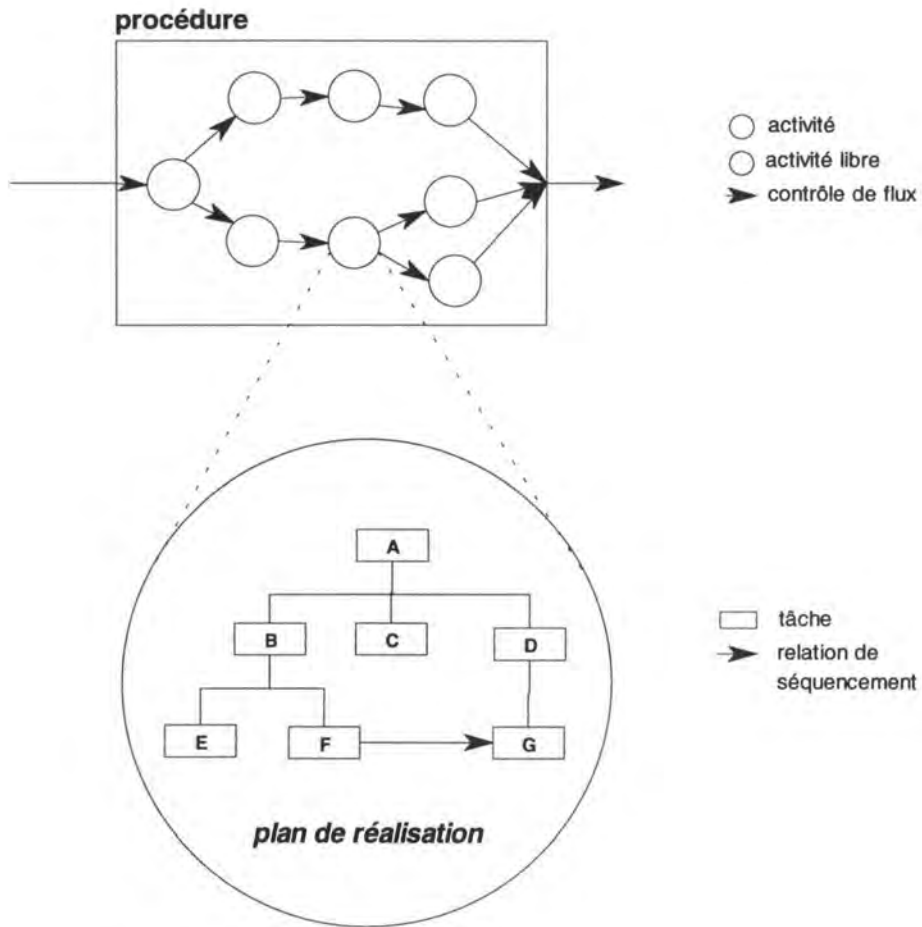 procédure
activité
activité libre
contrôle de flux
A
B
C
D
E
F
G
tâche
relation de
séquencement
plan de réalisation